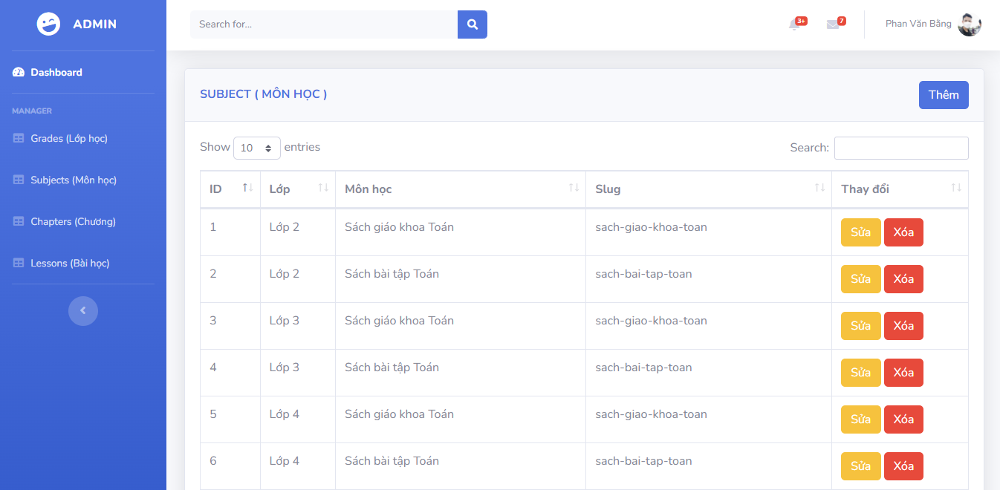 ADMIN
Dashboard
MANAGER
Grades (Lớp học)
Subjects (Môn học)
Chapters (Chương)
Lessons (Bài học)
Search for...
3+
7
Phan Văn Bằng
SUBJECT ( MÔN HỌC )
Thêm
Show 10 entries
Search:
ID Lớp Môn học Slug Thay đổi
1 Lớp 2 Sách giáo khoa Toán sach-giao-khoa-toan Sửa Xóa
2 Lớp 2 Sách bài tập Toán sach-bai-tap-toan Sửa Xóa
3 Lớp 3 Sách giáo khoa Toán sach-giao-khoa-toan Sửa Xóa
4 Lớp 3 Sách bài tập Toán sach-bai-tap-toan Sửa Xóa
5 Lớp 4 Sách giáo khoa Toán sach-giao-khoa-toan Sửa Xóa
6 Lớp 4 Sách bài tập Toán sach-bai-tap-toan Sửa Xóa